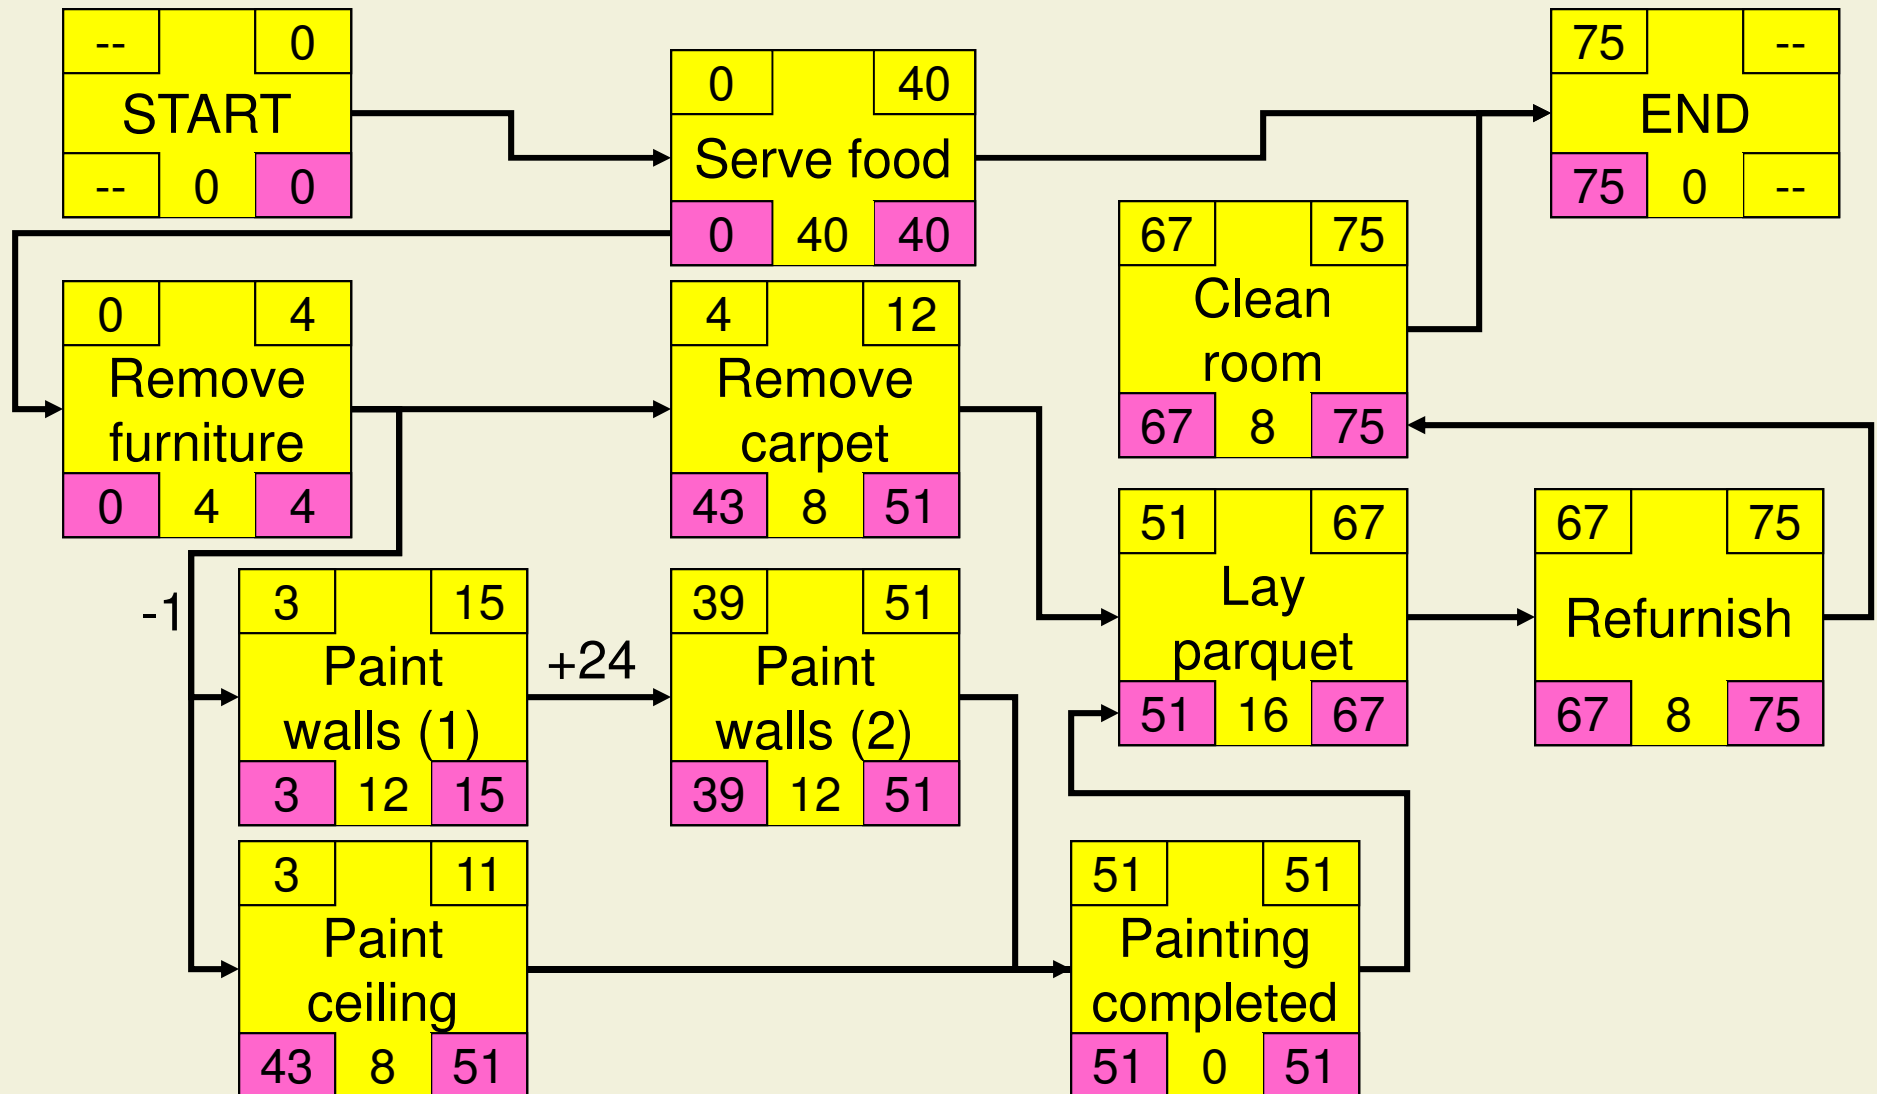 -- 0
START
-- 0 0
0 40
Serve food
0 40 40
75 --
END
75 0 --
67 75
Clean
room
67 8 75
0 4
Remove
furniture
0 4 4
4 12
Remove
carpet
43 8 51
51 67
Lay
parquet
51 16 67
67 75
Refurnish
67 8 75
-1
3 15
Paint
walls (1)
3 12 15
+24
39 51
Paint
walls (2)
39 12 51
3 11
Paint
ceiling
43 8 51
51 51
Painting
completed
51 0 51